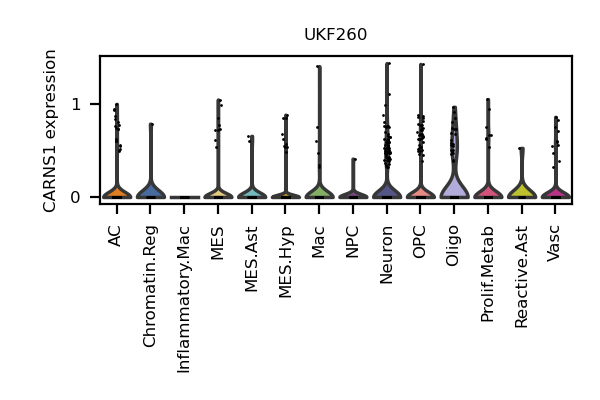 UKF260
CARNS1 expression
1
0
AC
Chromatin.Reg
Inflammatory.Mac
MES
MES.Ast
MES.Hyp
Mac
NPC
Neuron
OPC
Oligo
Prolif.Metab
Reactive.Ast
Vasc